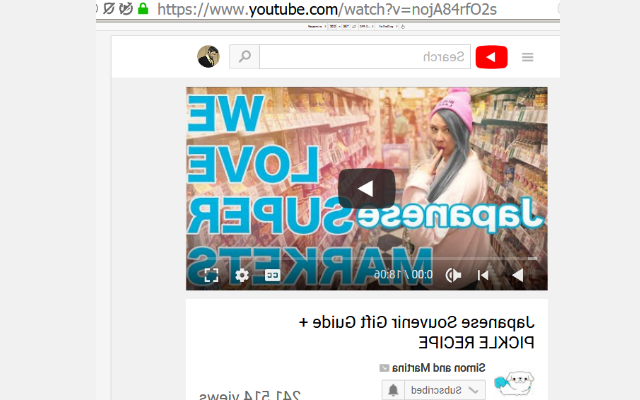 https://www.youtube.com/watch?v=nojA84rfO2s
Search
WE
LOVE
Japanese SUPER
MARKETS
0:00 / 18:06
CC
Japanese Souvenir Gift Guide +
PICKLE RECIPE
Simon and Martina
Subscribed
241,514 views